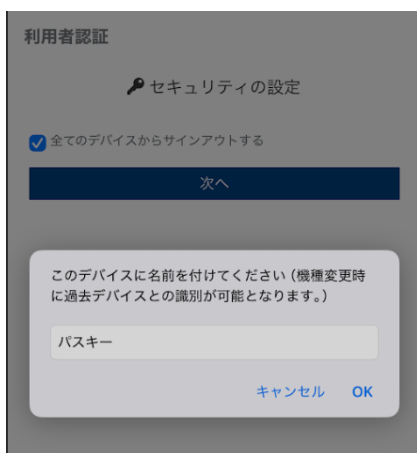 利用者認証
セキュリティの設定
全てのデバイスからサインアウトする
次へ
このデバイスに名前を付けてください（機種変更時
に過去デバイスとの識別が可能となります。）
パスキー
キャンセル OK